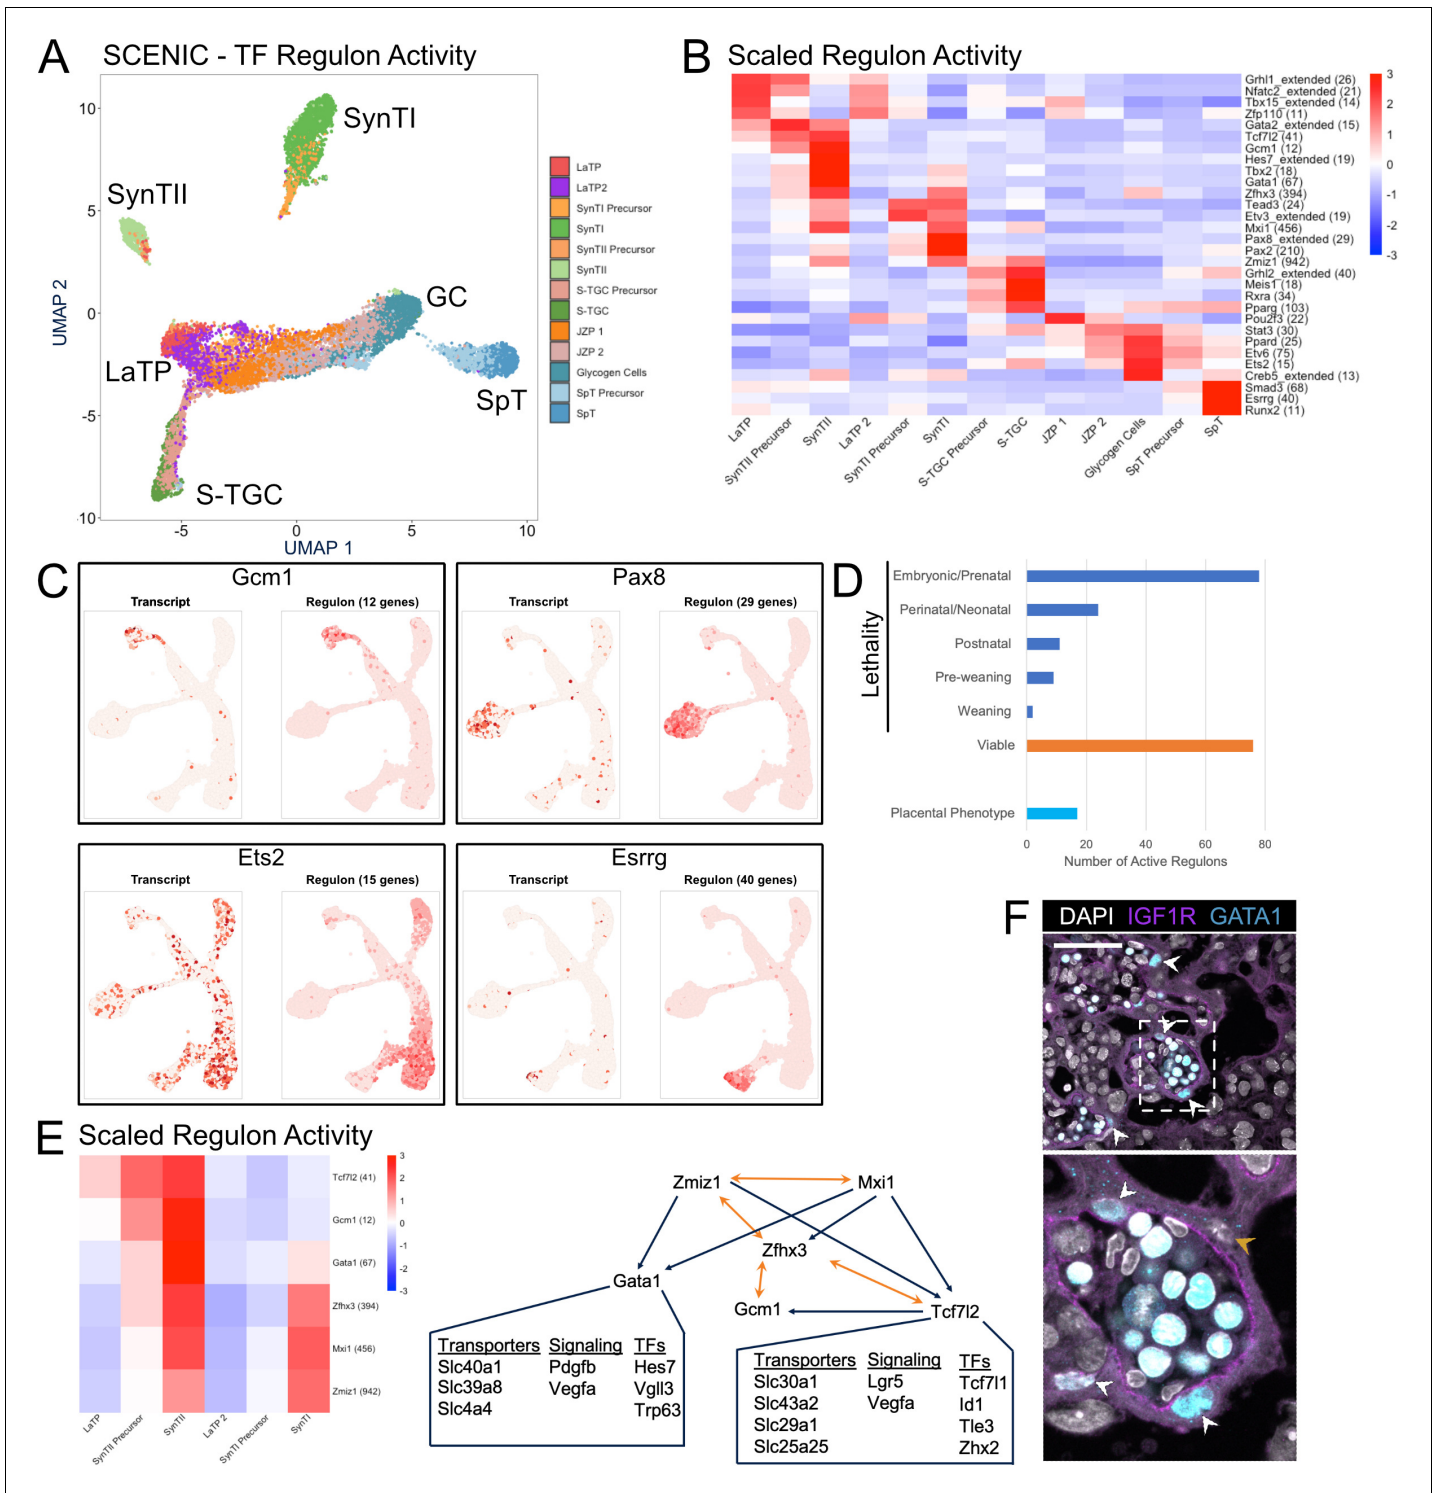 A SCENIC - TF Regulon Activity
SynTI
SynTII
GC
LaTP
SpT
S-TGC
UMAP 2
10
5
0
-5
-10
-5
0
5
10
UMAP 1
LaTP
LaTP2
SynTI Precursor
SynTI
SynTII Precursor
SynTII
S-TGC Precursor
S-TGC
JZP 1
JZP 2
Glycogen Cells
SpT Precursor
SpT
B Scaled Regulon Activity
Grhl1_extended (26)
Nfatc2_extended (21)
Tbx15_extended (14)
Zfp110 (11)
Gata2_extended (15)
Tcf7l2 (41)
Gcm1 (12)
Hes7_extended (19)
Tbx2 (18)
Gata1 (67)
Zfhx3 (394)
Tead3 (24)
Etv3_extended (19)
Mxi1 (456)
Pax8_extended (29)
Pax2 (210)
Zmiz1 (942)
Grhl2_extended (40)
Meis1 (18)
Rxra (34)
Pparg (103)
Pou2f3 (22)
Stat3 (30)
Ppard (25)
Etv6 (75)
Ets2 (15)
Creb5_extended (13)
Smad3 (68)
Esrrg (40)
Runx2 (11)
3
2
1
0
-1
-2
-3
LaTP
SynTII Precursor
SynTII
LaTP 2
SynTI Precursor
SynTI
S-TGC Precursor
S-TGC
JZP 1
JZP 2
Glycogen Cells
SpT Precursor
SpT
C
Gcm1
Transcript
Regulon (12 genes)
Pax8
Transcript
Regulon (29 genes)
Ets2
Transcript
Regulon (15 genes)
Esrrg
Transcript
Regulon (40 genes)
D
Lethality
Embryonic/Prenatal
Perinatal/Neonatal
Postnatal
Pre-weaning
Weaning
Viable
Placental Phenotype
0 20 40 60 80
Number of Active Regulons
E Scaled Regulon Activity
Tcf7l2 (41)
Gcm1 (12)
Gata1 (67)
Zfhx3 (394)
Mxi1 (456)
Zmiz1 (942)
3
2
1
0
-1
-2
-3
LaTP
SynTII Precursor
SynTII
LaTP 2
SynTI Precursor
SynTI
Zmiz1
Mxi1
Zfhx3
Gata1
Gcm1
Tcf7l2
Transporters Signaling TFs
Slc40a1 Pdgfb Hes7
Slc39a8 Vegfa Vgll3
Slc4a4 Trp63
Transporters Signaling TFs
Slc30a1 Lgr5 Tcf7l1
Slc43a2 Vegfa Id1
Slc29a1 Tle3
Slc25a25 Zhx2
F
DAPI IGF1R GATA1